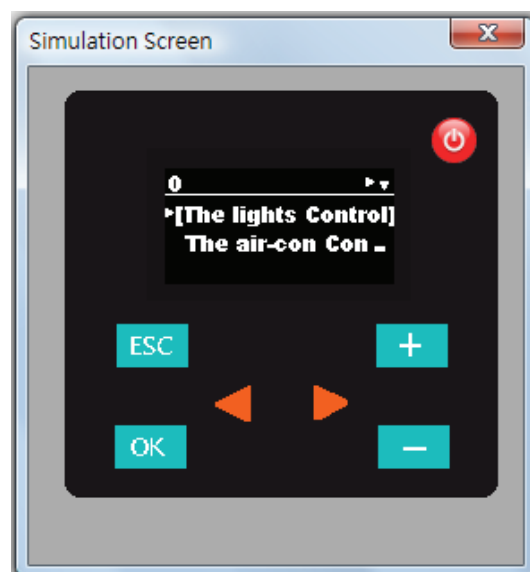 Simulation Screen
0
[The lights Control]
The air-con Con
ESC
+
OK
−